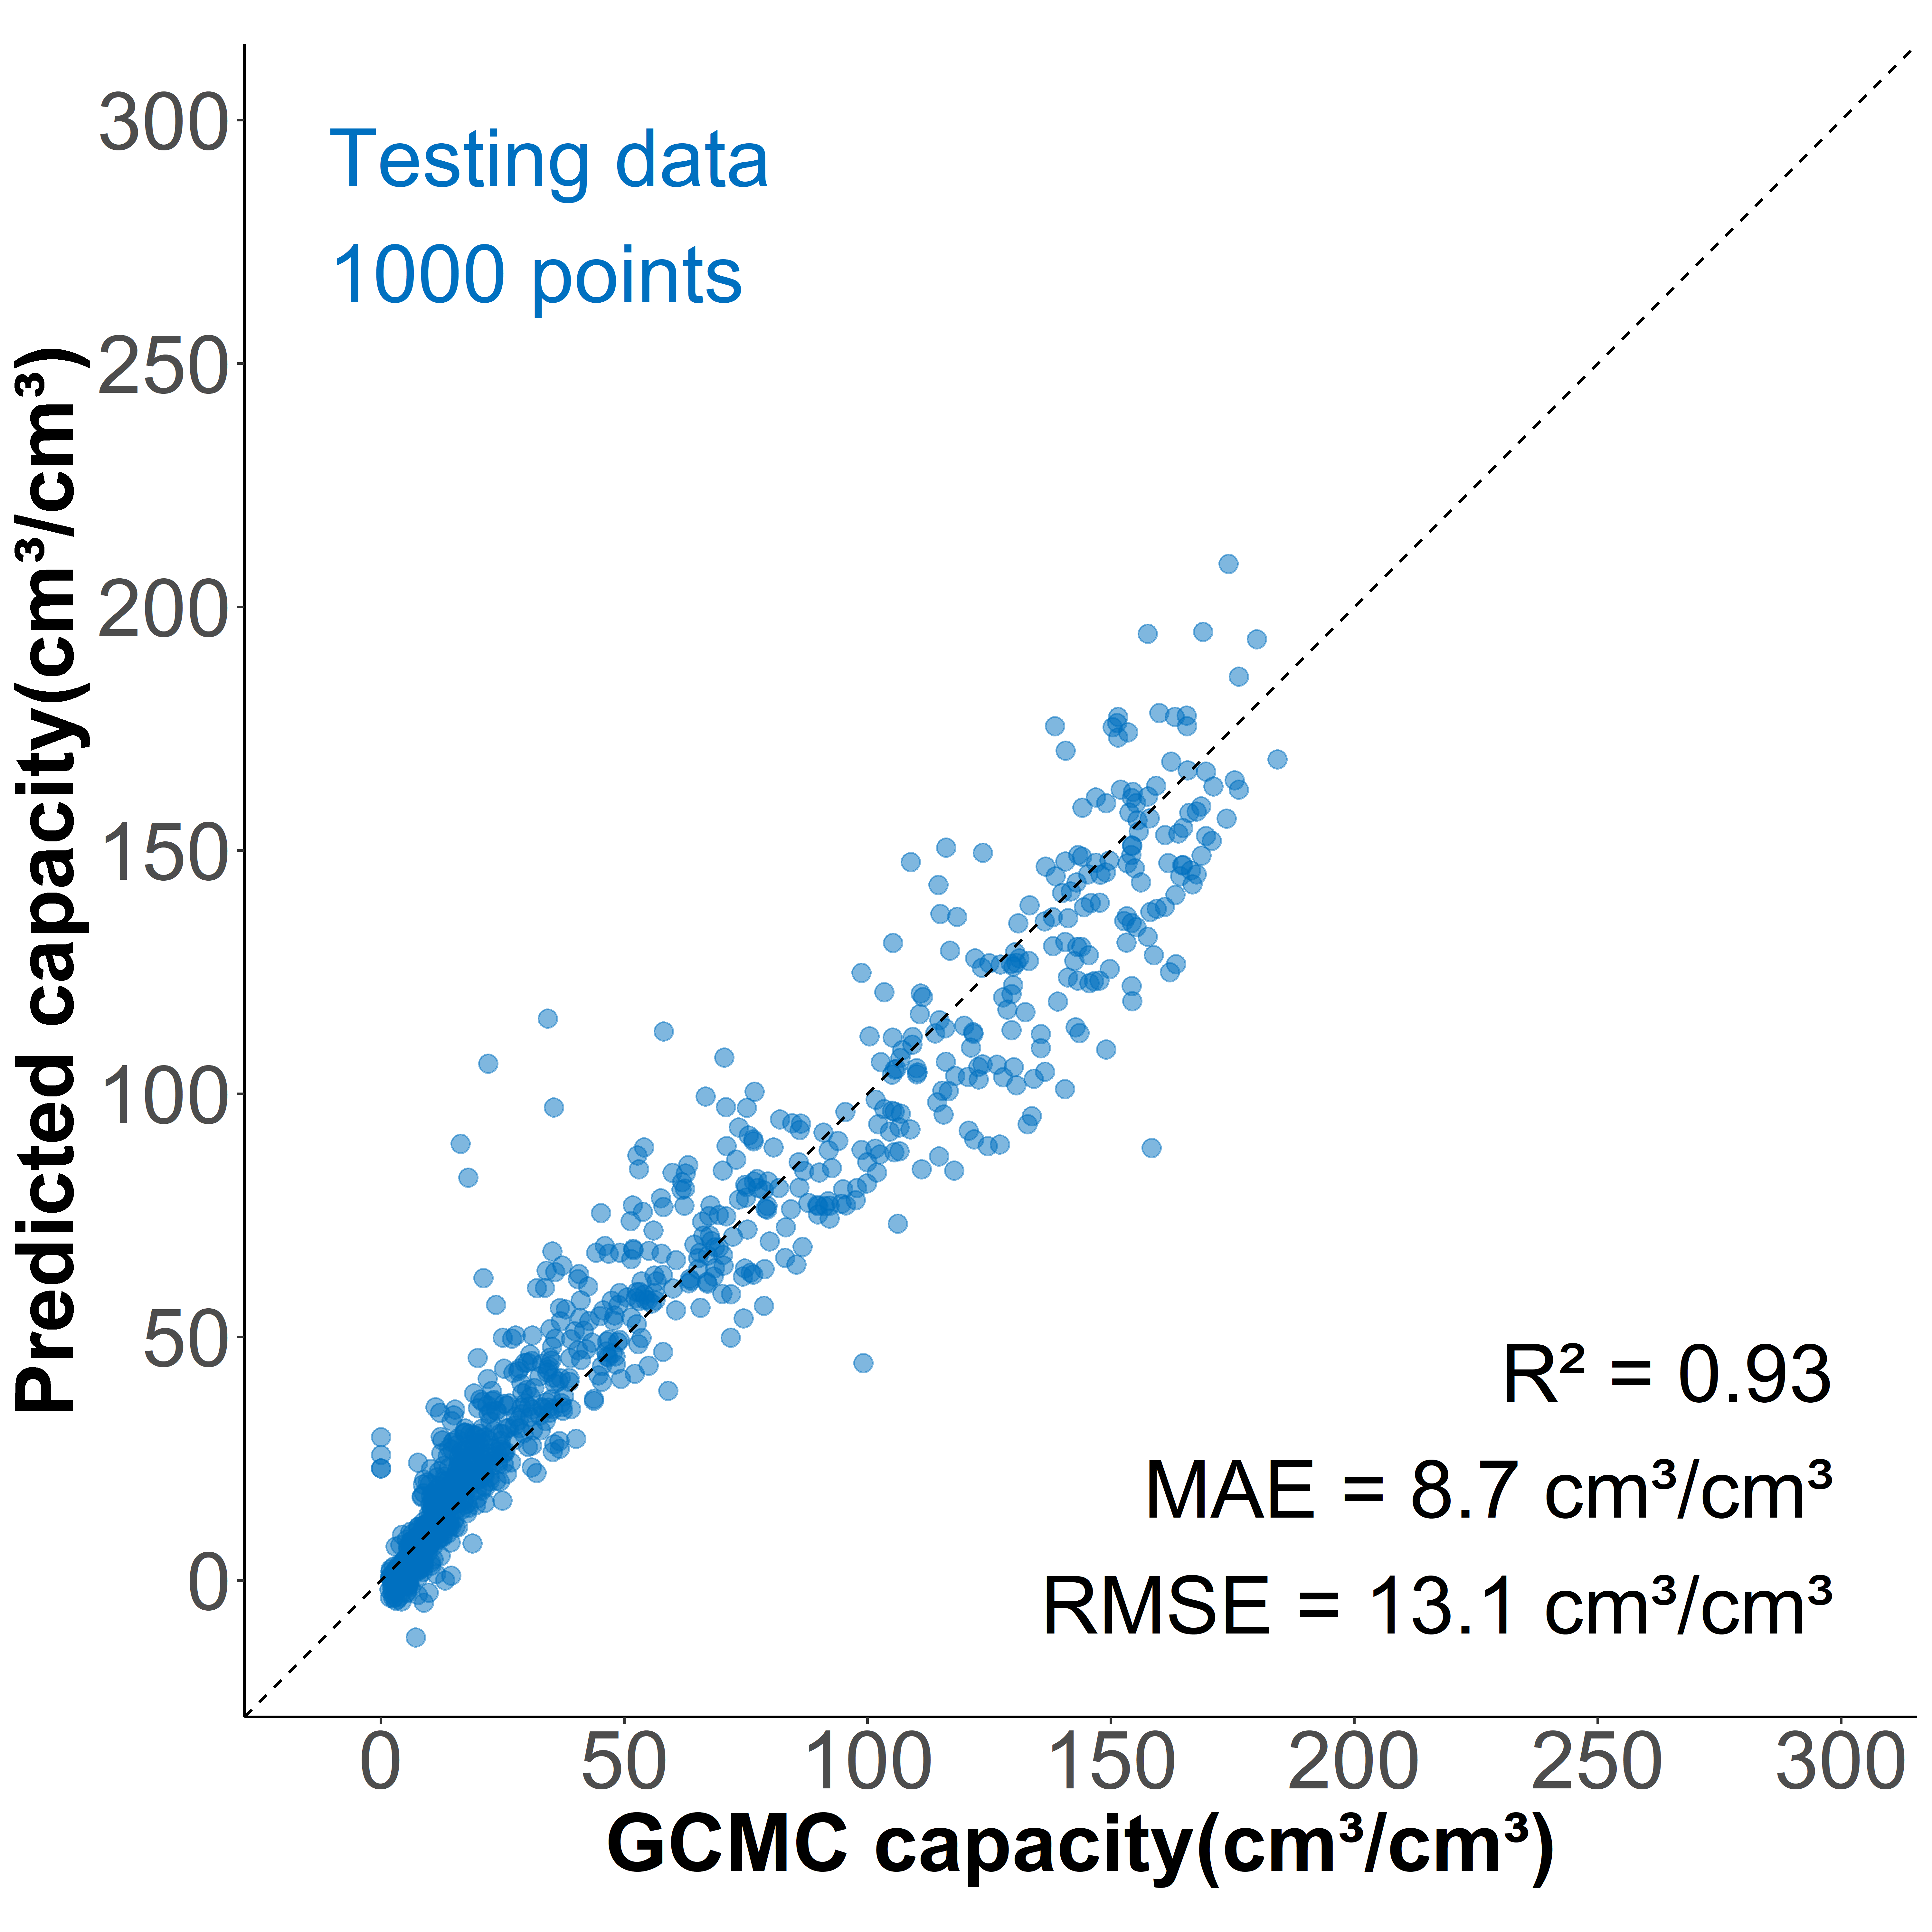 Testing data
1000 points
300
250
200
150
100
50
0
Predicted capacity(cm³/cm³)
R² = 0.93
MAE = 8.7 cm³/cm³
RMSE = 13.1 cm³/cm³
0 50 100 150 200 250 300
GCMC capacity(cm³/cm³)